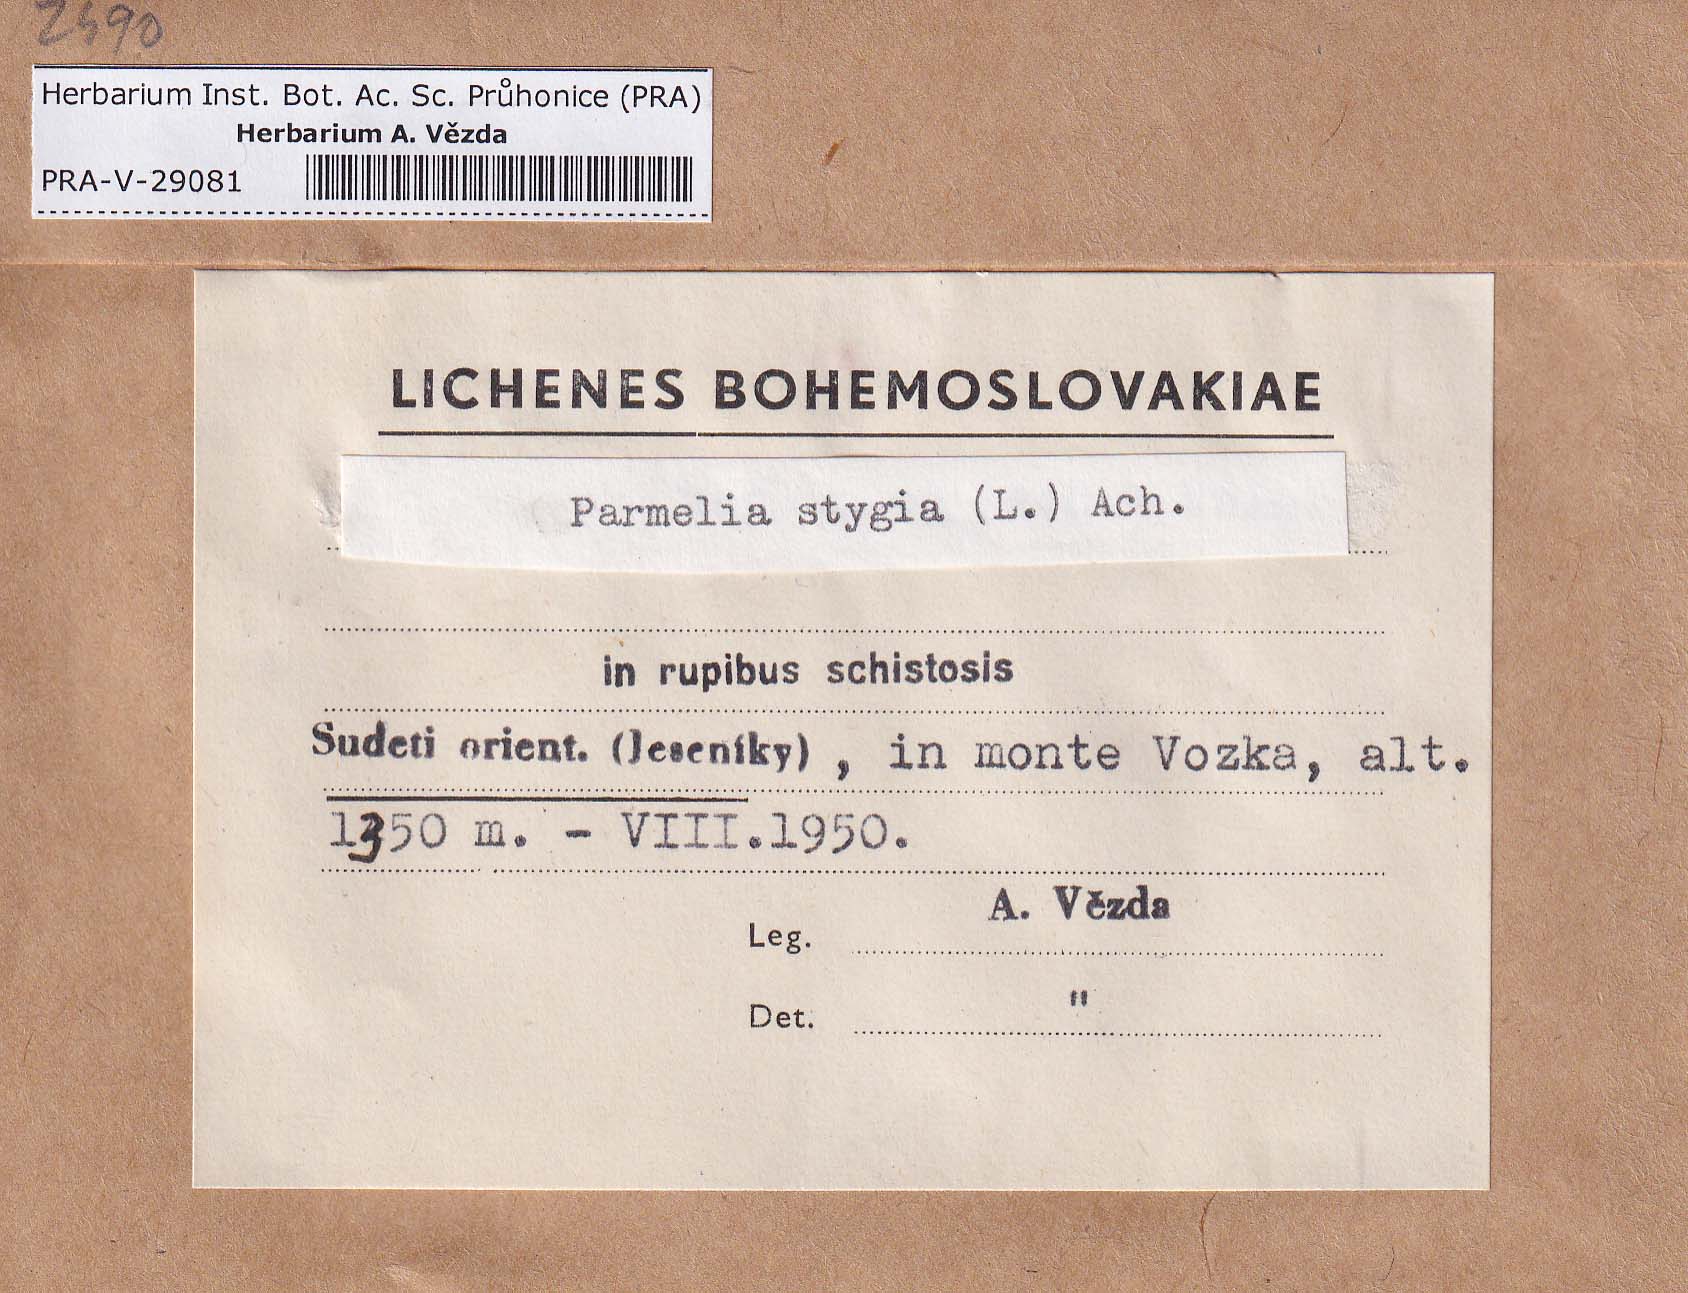 2490
Herbarium Inst. Bot. Ac. Sc. Průhonice (PRA)
Herbarium A. Vězda
PRA-V-29081
LICHENES BOHEMOSLOVAKIAE
Parmelia stygia (L.) Ach.
in rupibus schistosis
Sudeti orient. (Jeseníky), in monte Vozka, alt.
1350 m. - VIII.1950.
A. Vězda
Leg.
"
Det.